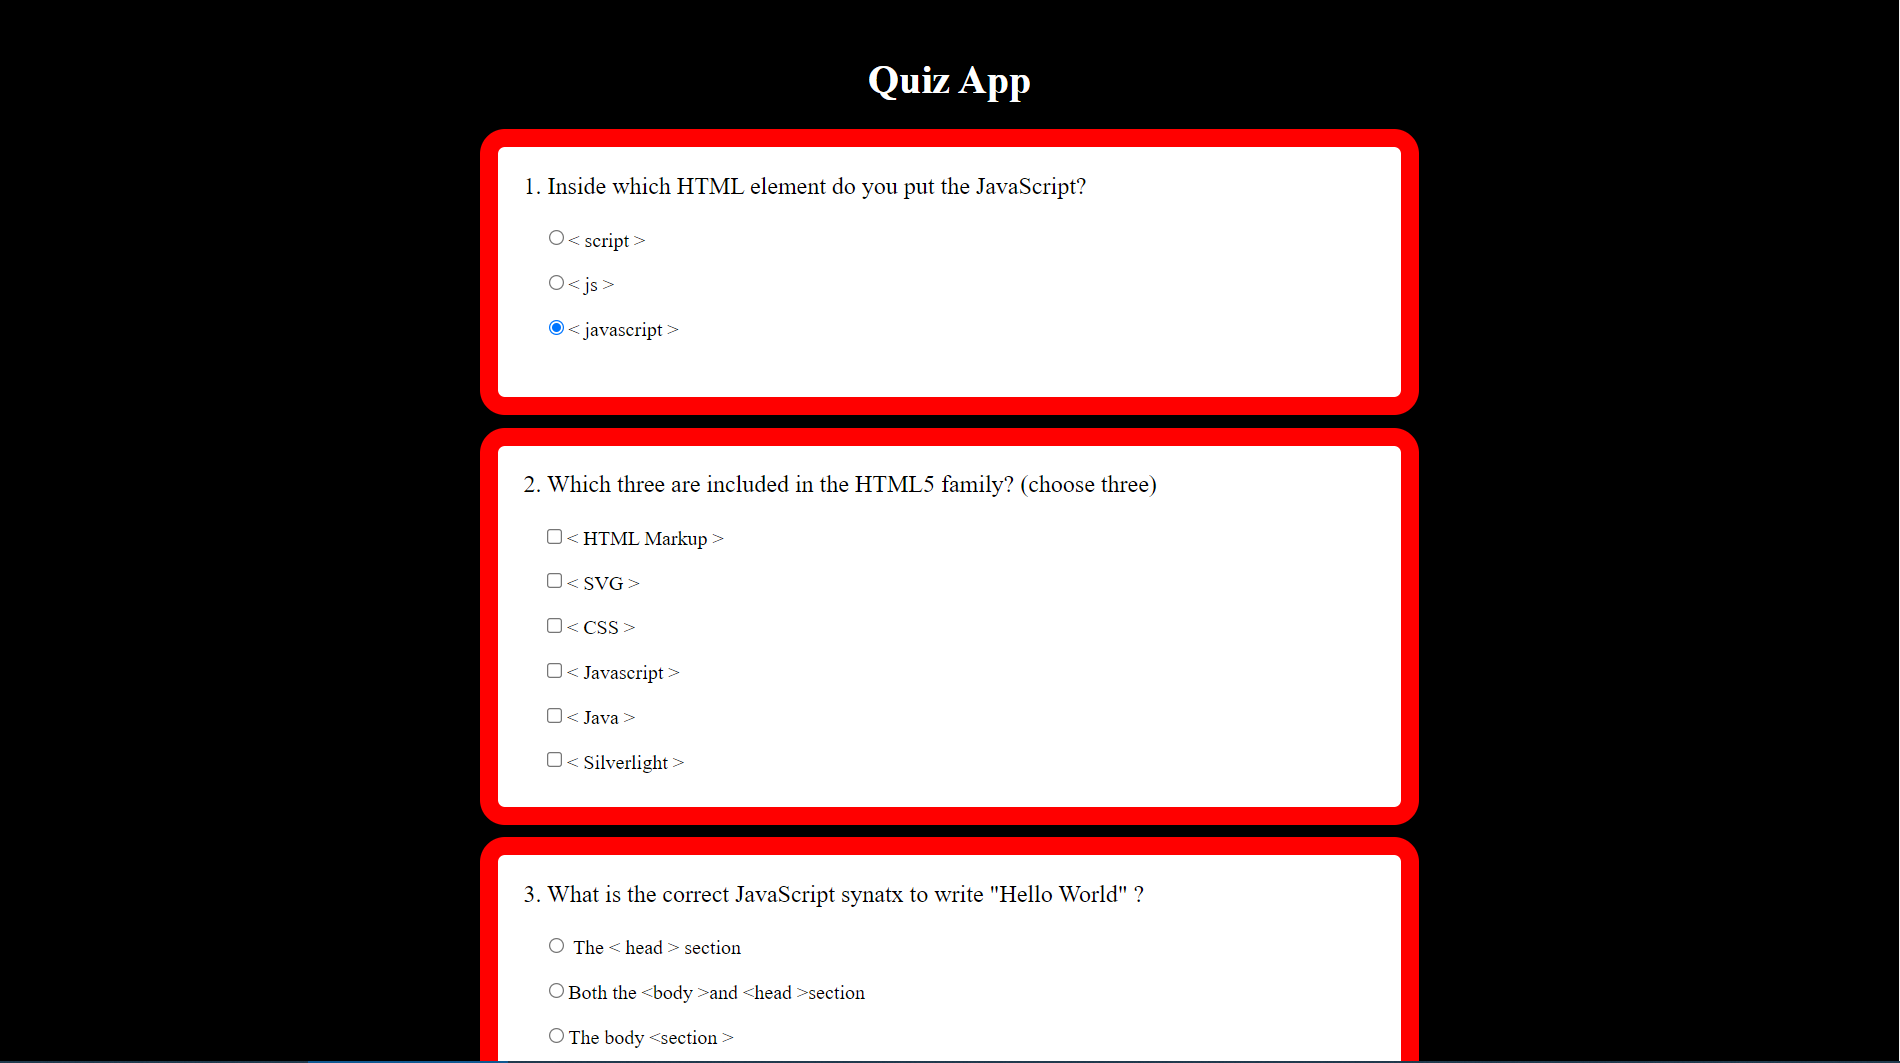 Quiz App
1. Inside which HTML element do you put the JavaScript?
< script >
< js >
< javascript >
2. Which three are included in the HTML5 family? (choose three)
< HTML Markup >
< SVG >
< CSS >
< Javascript >
< Java >
< Silverlight >
3. What is the correct JavaScript synatx to write "Hello World" ?
The < head > section
Both the <body >and <head >section
The body <section >